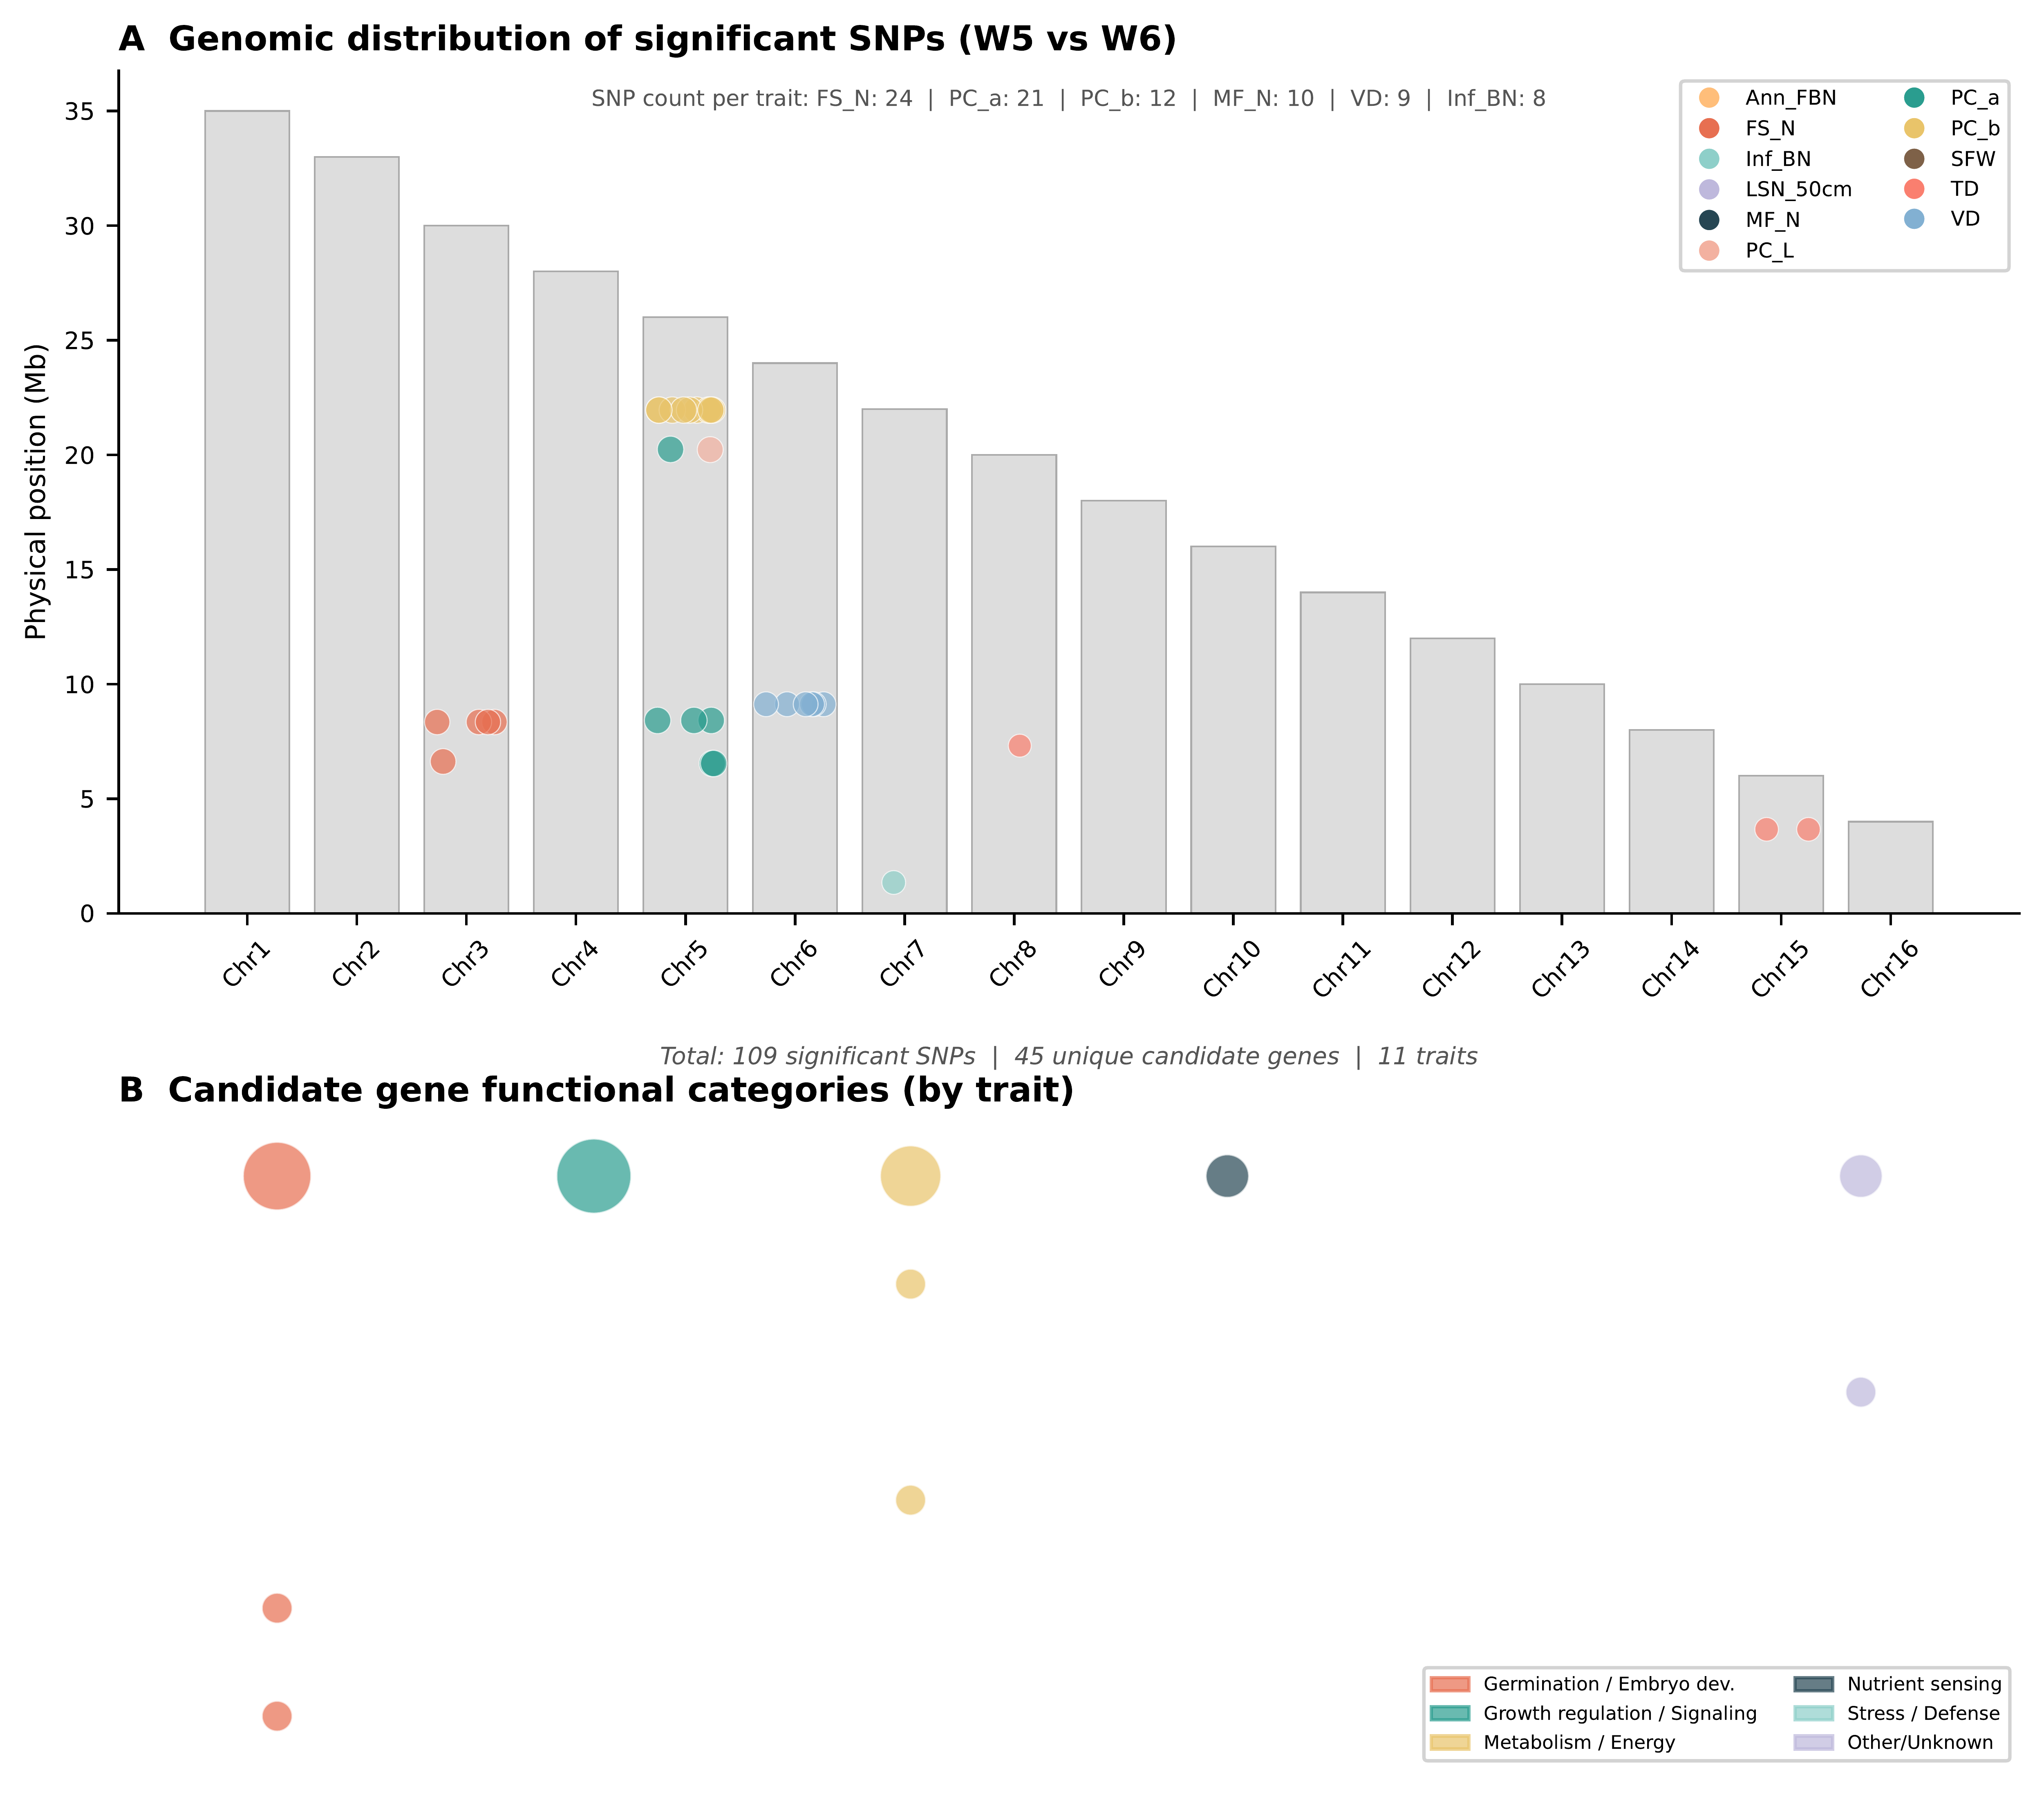 A  Genomic distribution of significant SNPs (W5 vs W6)
SNP count per trait: FS_N: 24 | PC_a: 21 | PC_b: 12 | MF_N: 10 | VD: 9 | Inf_BN: 8
Ann_FBN
FS_N
Inf_BN
LSN_50cm
MF_N
PC_L
PC_a
PC_b
SFW
TD
VD
Physical position (Mb)
35
30
25
20
15
10
5
0
Chr1
Chr2
Chr3
Chr4
Chr5
Chr6
Chr7
Chr8
Chr9
Chr10
Chr11
Chr12
Chr13
Chr14
Chr15
Chr16
Total: 109 significant SNPs | 45 unique candidate genes | 11 traits
B  Candidate gene functional categories (by trait)
Germination / Embryo dev.
Growth regulation / Signaling
Metabolism / Energy
Nutrient sensing
Stress / Defense
Other/Unknown